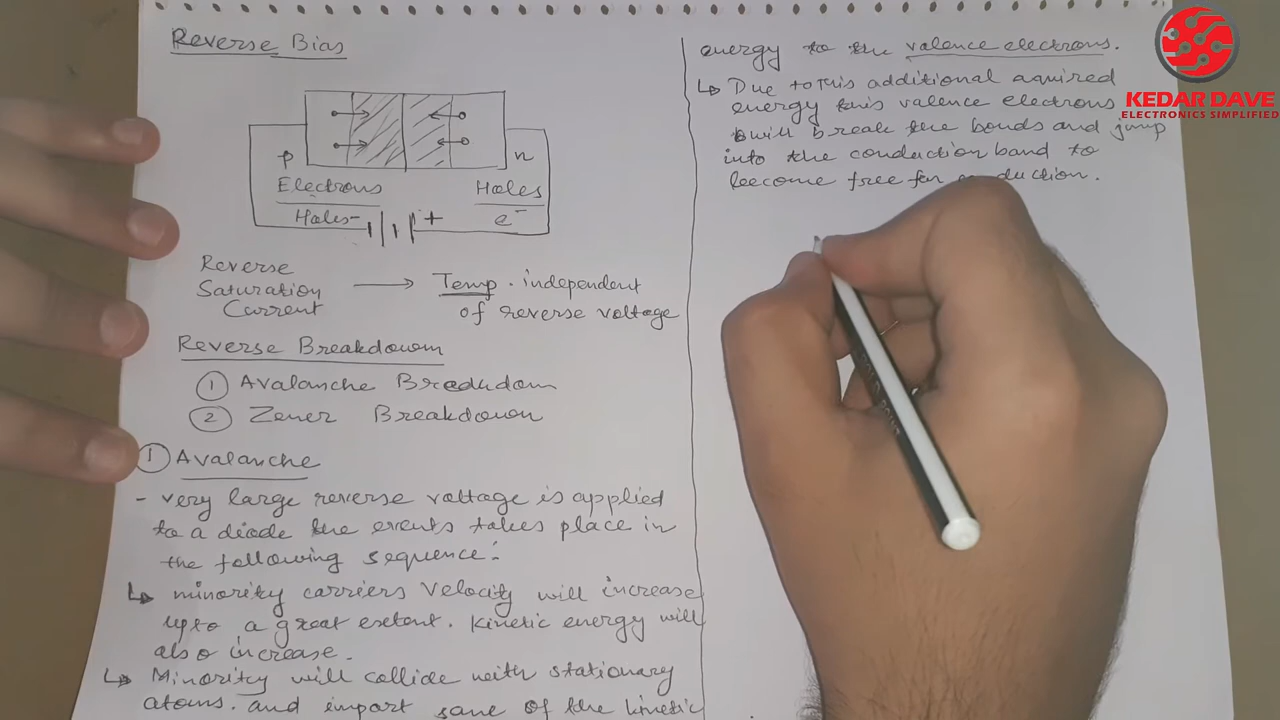 Reverse Bias
p
n
Electrons
Holes
Holes
e-
- +
Reverse
Saturation
Current
Temp. independent
of reverse voltage
Reverse Breakdown
1 Avalanche Breadudom
2 Zener Breakdown
1 Avalanche
- very large reverse voltage is applied
to a diode the events takes place in
the following sequence:
minority carriers velocity will increase
upto a great extent. Kinetic energy will
also increase.
Minority will collide with stationary
atoms. and impart some of the kinetic
energy to the valence electrons.
Due to this additional aquired
energy this valence electrons
will break the bonds and jump
into the conduction band to
become free for duction.
KEDAR DAVE
ELECTRONICS SIMPLIFIED